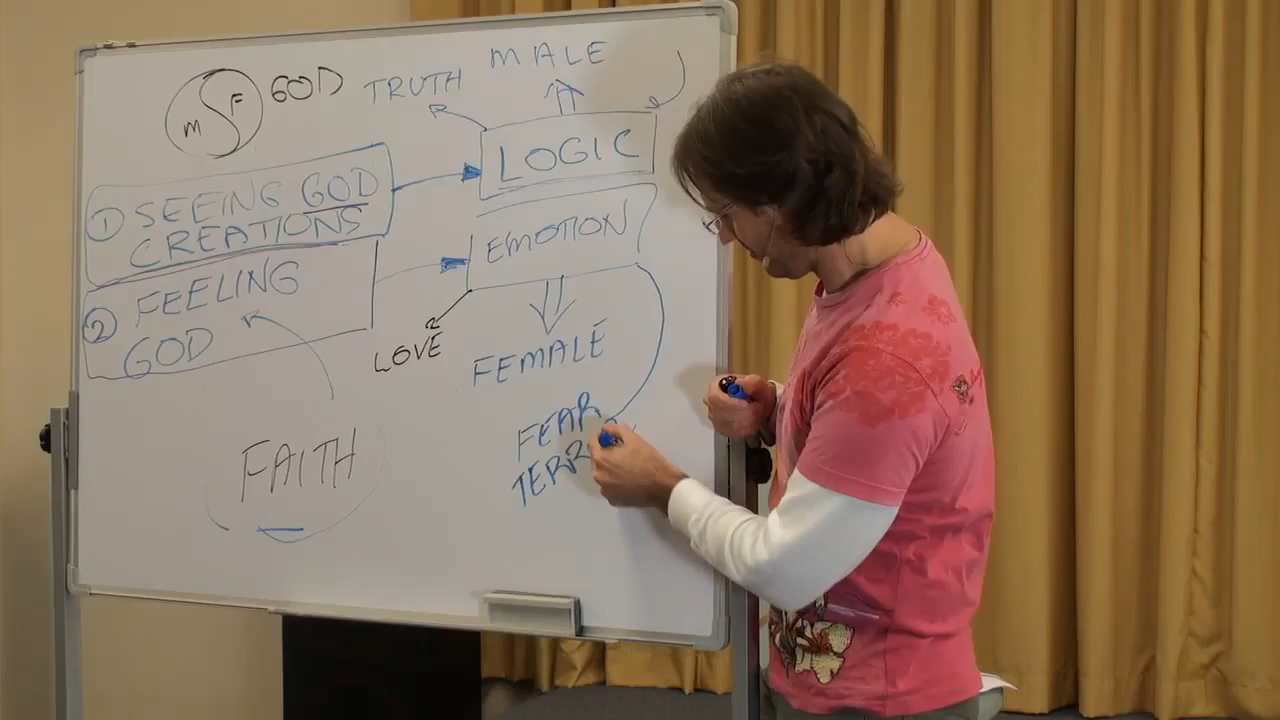 MALE
M F GOD
TRUTH
LOGIC
① SEEING GOD
CREATIONS
EMOTION
② FEELING
GOD
LOVE
FEMALE
FEAR
FAITH